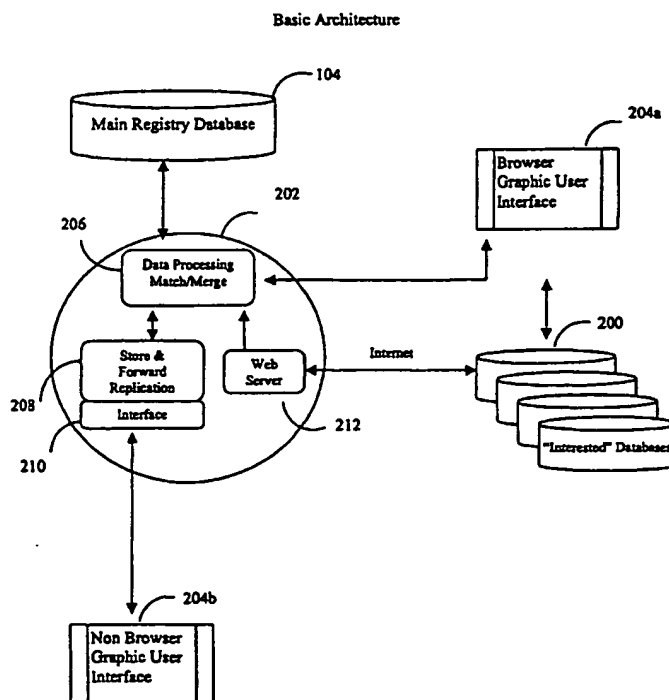 Basic Architecture
104
Main Registry Database
204a
Browser
Graphic User
Interface
202
206
Data Processing
Match/Merge
200
Store &
Forward
Replication
Web
Server
Internet
208
Interface
212
210
"Interested" Databases
204b
Non Browser
Graphic User
Interface